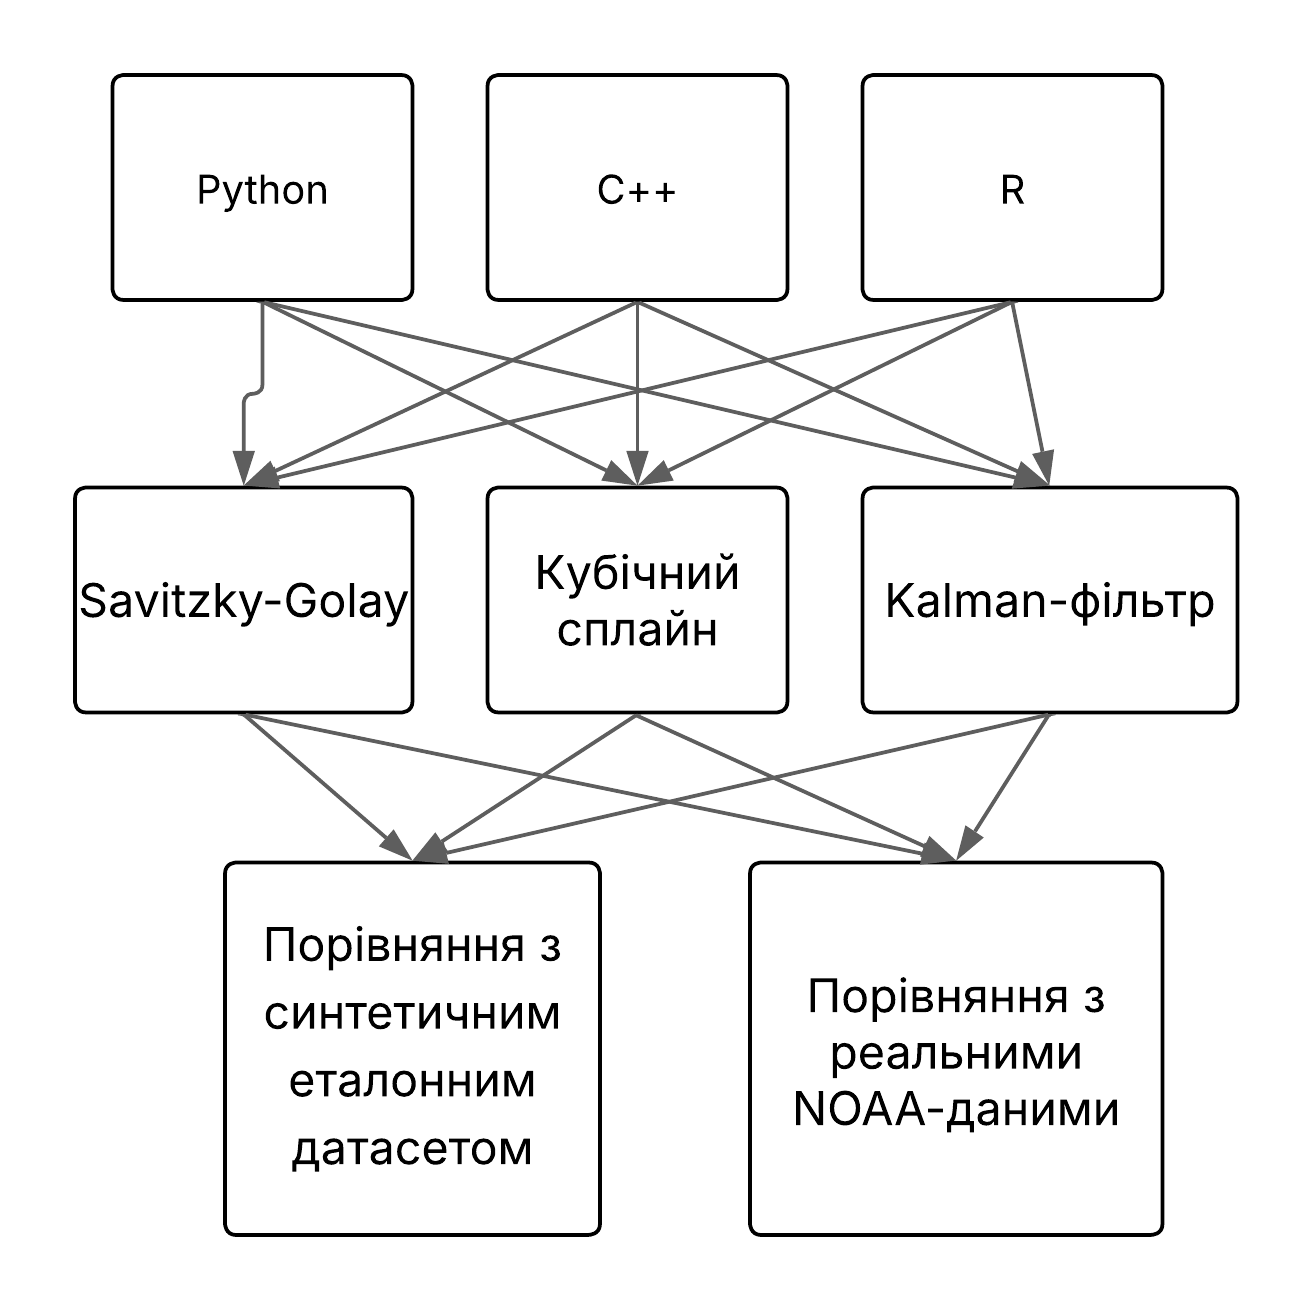 Python
C++
R
Savitzky-Golay
Кубічний
сплайн
Kalman-фільтр
Порівняння з
синтетичним
еталонним
датасетом
Порівняння з
реальними
NOAA-даними